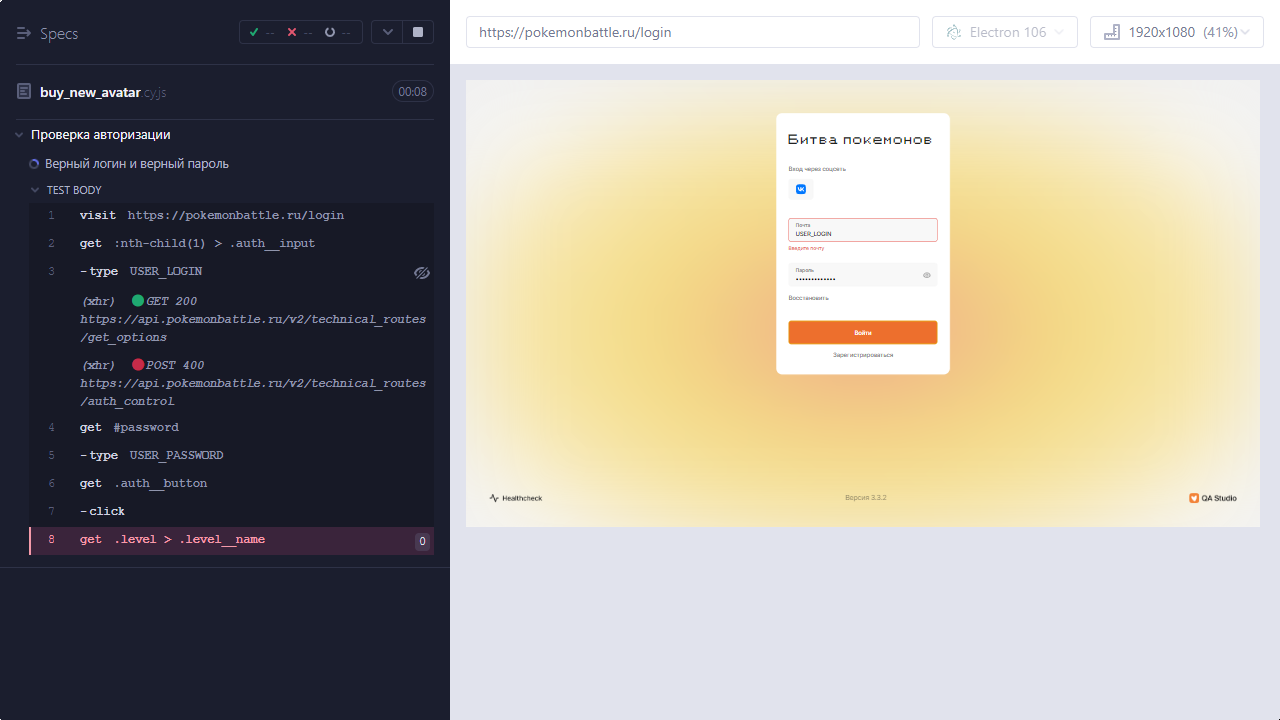 Specs
✓ -- ✕ -- --
https://pokemonbattle.ru/login
Electron 106
1920x1080 (41%)
buy_new_avatar.cy.js
00:08
Проверка авторизации
Верный логин и верный пароль
TEST BODY
1 visit https://pokemonbattle.ru/login
2 get :nth-child(1) > .auth__input
3 -type USER_LOGIN
(xhr) GET 200
https://api.pokemonbattle.ru/v2/technical_routes
/get_options
(xhr) POST 400
https://api.pokemonbattle.ru/v2/technical_routes
/auth_control
4 get #password
5 -type USER_PASSWORD
6 get .auth__button
7 -click
8 get .level > .level__name 0
Битва покемонов
Вход через соцсеть
Почта
USER_LOGIN
Введите почту
Пароль
•••••••••••••
Восстановить
Войти
Зарегистрироваться
Healthcheck
Версия 3.3.2
QA Studio